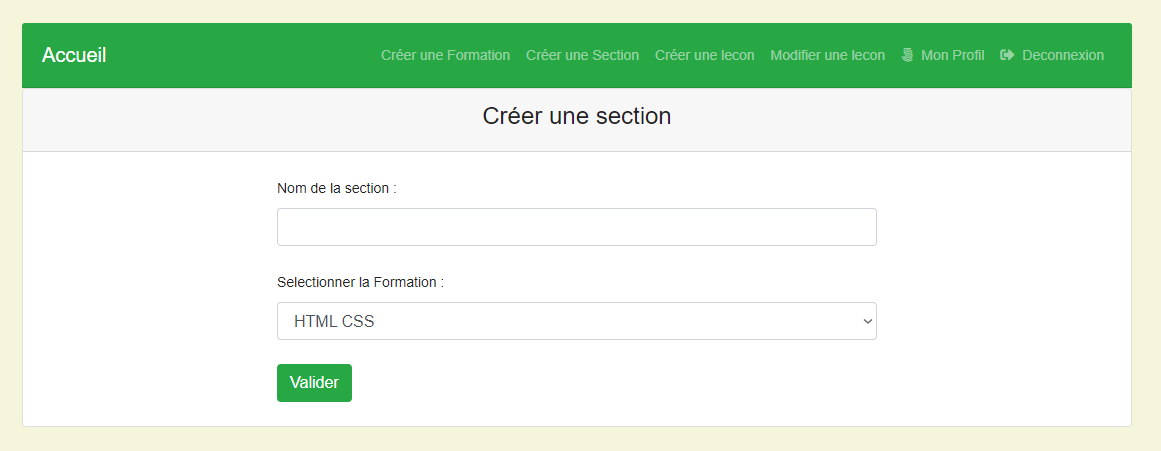 Accueil Créer une Formation Créer une Section Créer une lecon Modifier une lecon Mon Profil Deconnexion
Créer une section
Nom de la section :
Selectionner la Formation :
HTML CSS
Valider